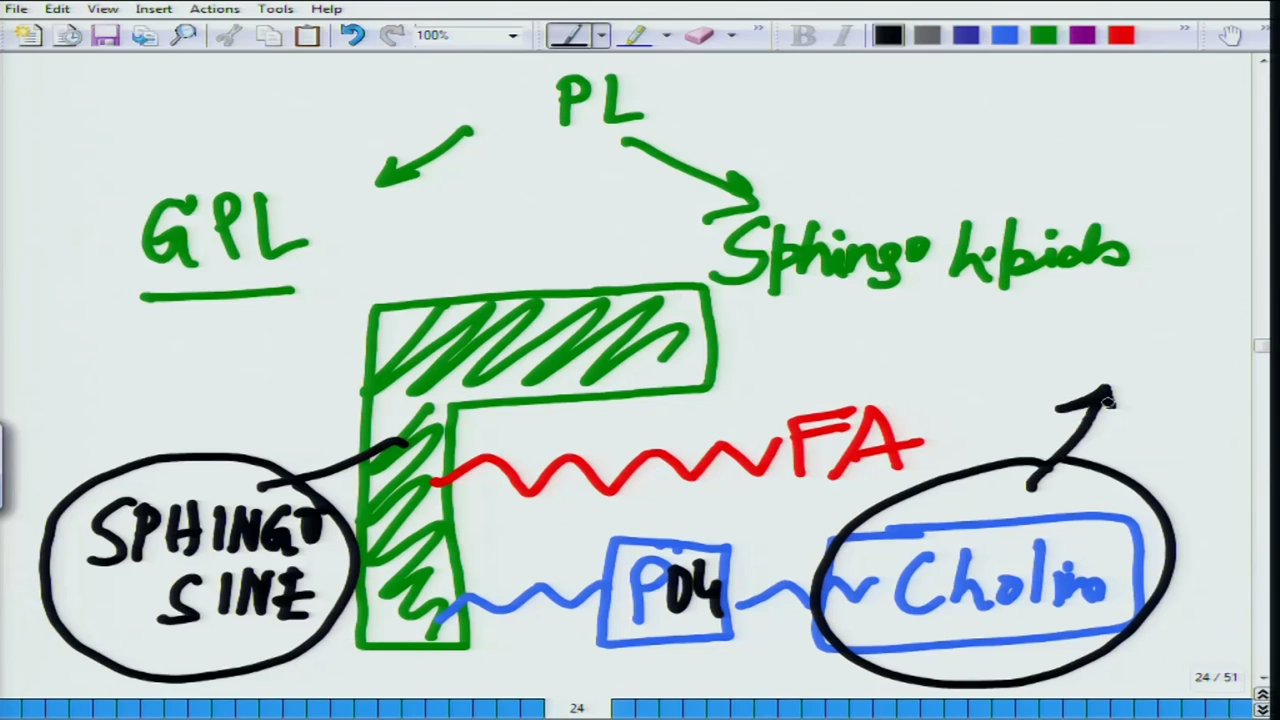 File Edit View Insert Actions Tools Help
100%
B I
PL
GPL
Sphingo Lipids
FA
SPHINGO
SINE
PO4
Choline
24 / 51
24